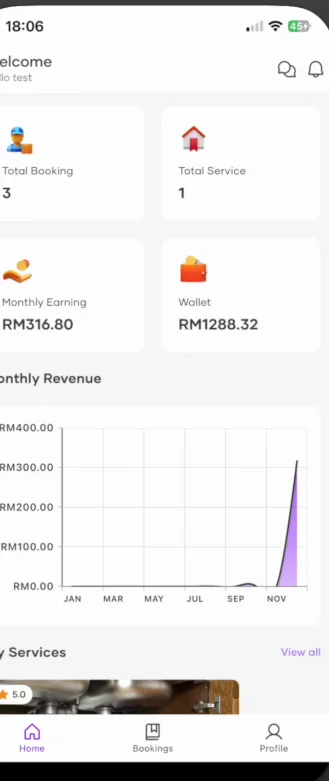 18:06
45
elcome
llo test
Total Booking
3
Total Service
1
Monthly Earning
RM316.80
Wallet
RM1288.32
onthly Revenue
RM400.00
RM300.00
RM200.00
RM100.00
RM0.00
JAN MAR MAY JUL SEP NOV
y Services
View all
5.0
Home
Bookings
Profile